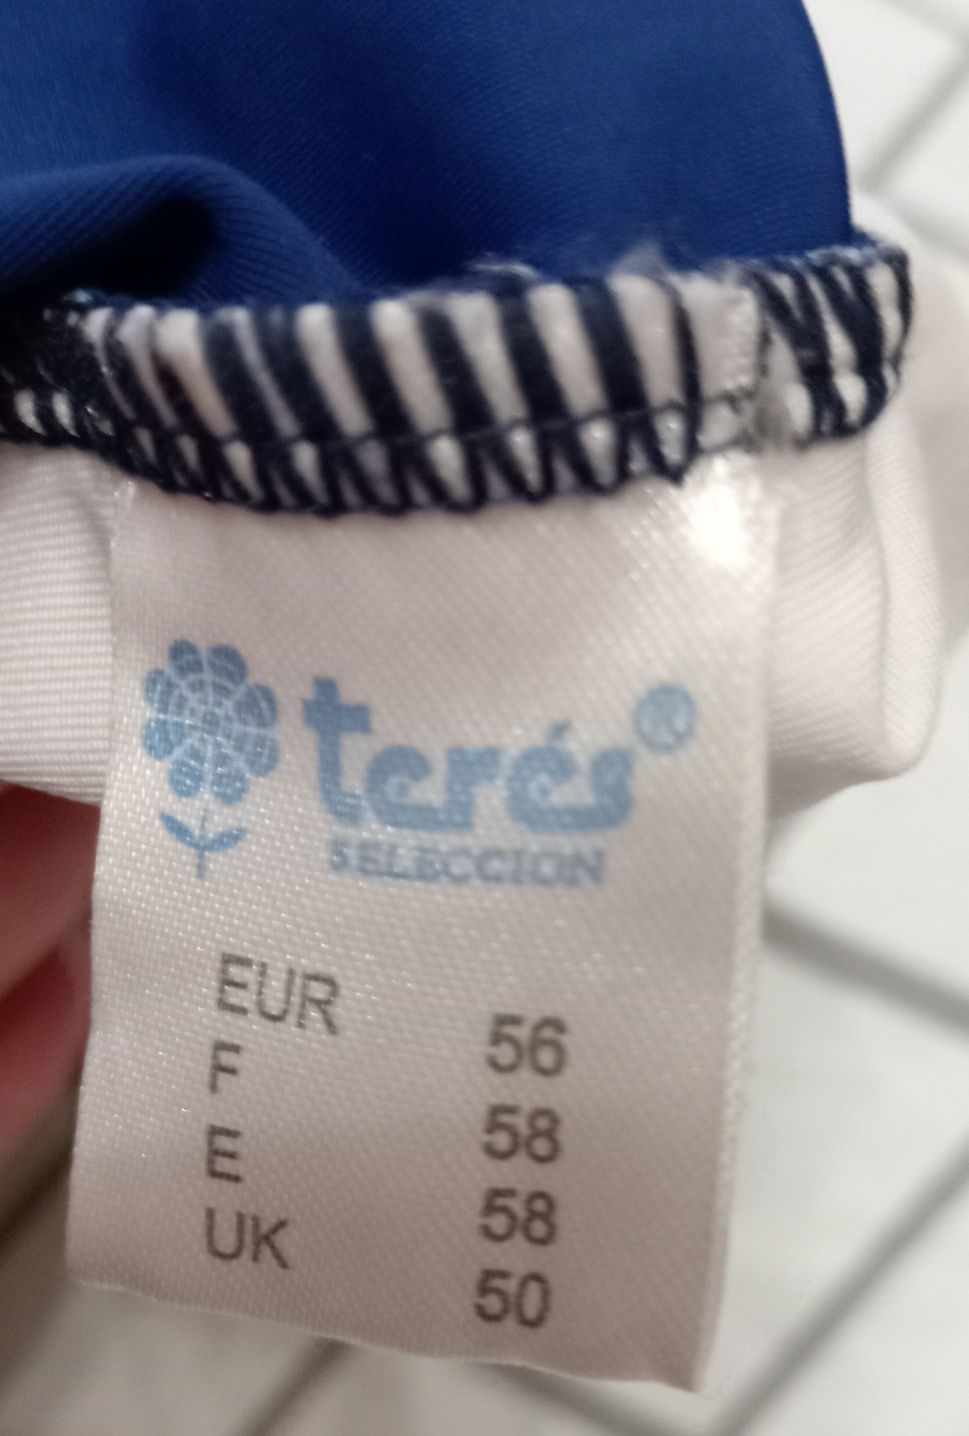 terés®
SELECCION
EUR 56
F 58
E 58
UK 50